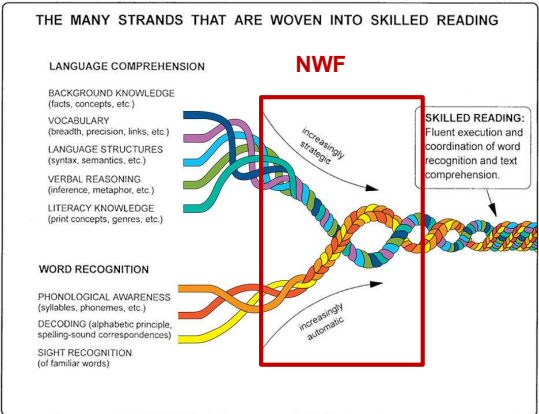 THE MANY STRANDS THAT ARE WOVEN INTO SKILLED READING
NWF
LANGUAGE COMPREHENSION
BACKGROUND KNOWLEDGE
(facts, concepts, etc.)
VOCABULARY
(breadth, precision, links, etc.)
LANGUAGE STRUCTURES
(syntax, semantics, etc.)
VERBAL REASONING
(inference, metaphor, etc.)
LITERACY KNOWLEDGE
(print concepts, genres, etc.)
increasingly
strategic
SKILLED READING:
Fluent execution and
coordination of word
recognition and text
comprehension.
WORD RECOGNITION
PHONOLOGICAL AWARENESS
(syllables, phonemes, etc.)
DECODING (alphabetic principle,
spelling-sound correspondences)
SIGHT RECOGNITION
(of familiar words)
increasingly
automatic